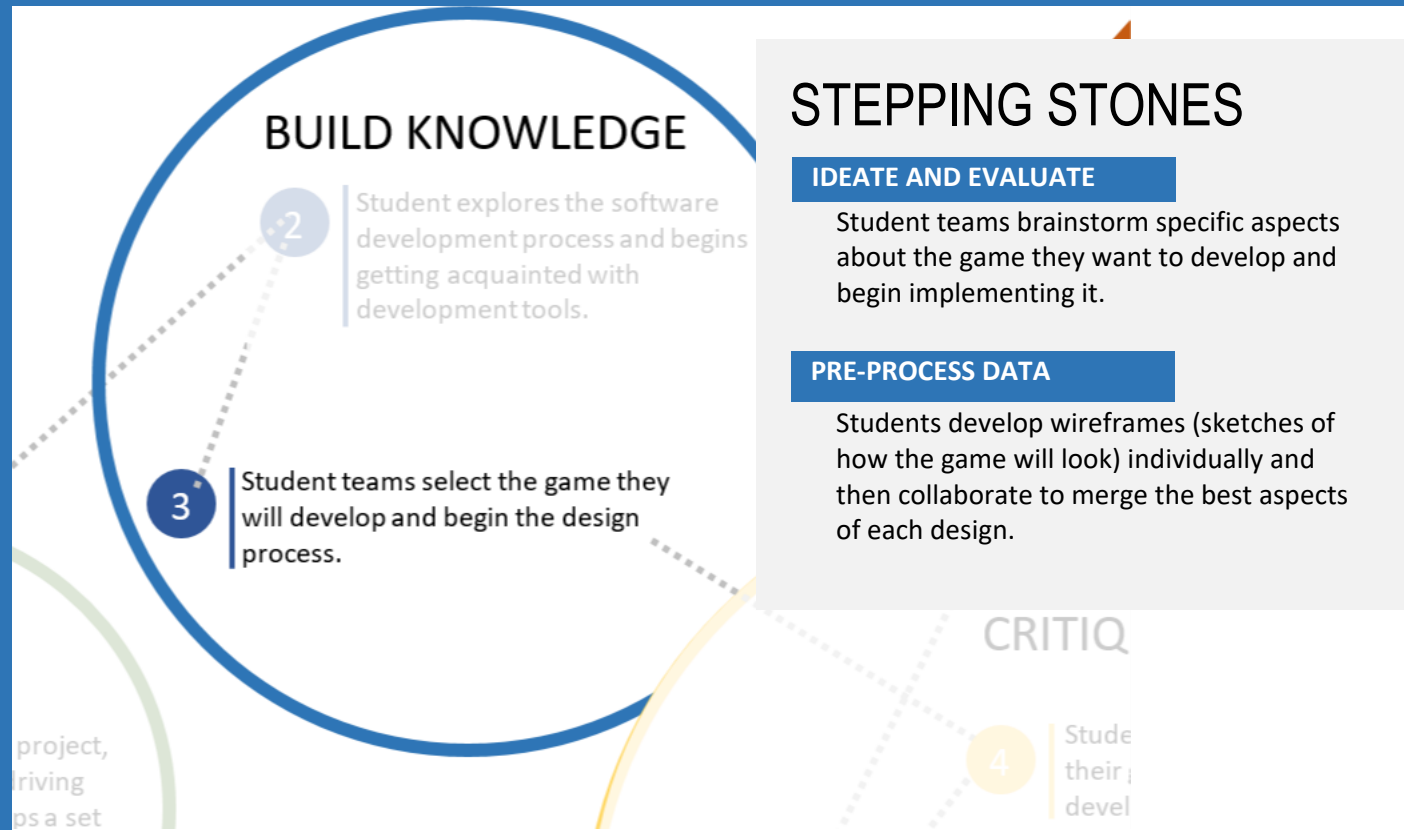 BUILD KNOWLEDGE
2
Student explores the software
development process and begins
getting acquainted with
development tools.
3
Student teams select the game they
will develop and begin the design
process.
STEPPING STONES
IDEATE AND EVALUATE
Student teams brainstorm specific aspects
about the game they want to develop and
begin implementing it.
PRE-PROCESS DATA
Students develop wireframes (sketches of
how the game will look) individually and
then collaborate to merge the best aspects
of each design.
CRITIQ
4
Stude
their
devel
project,
riving
ps a set